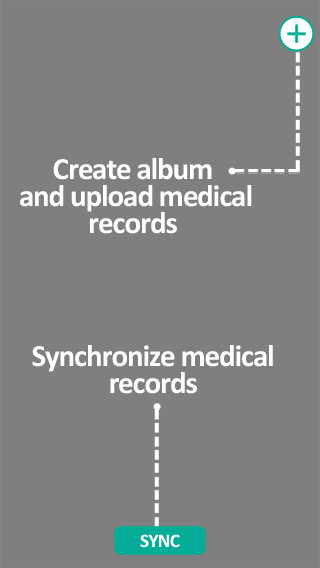 Create album
and upload medical
records
Synchronize medical
records
SYNC